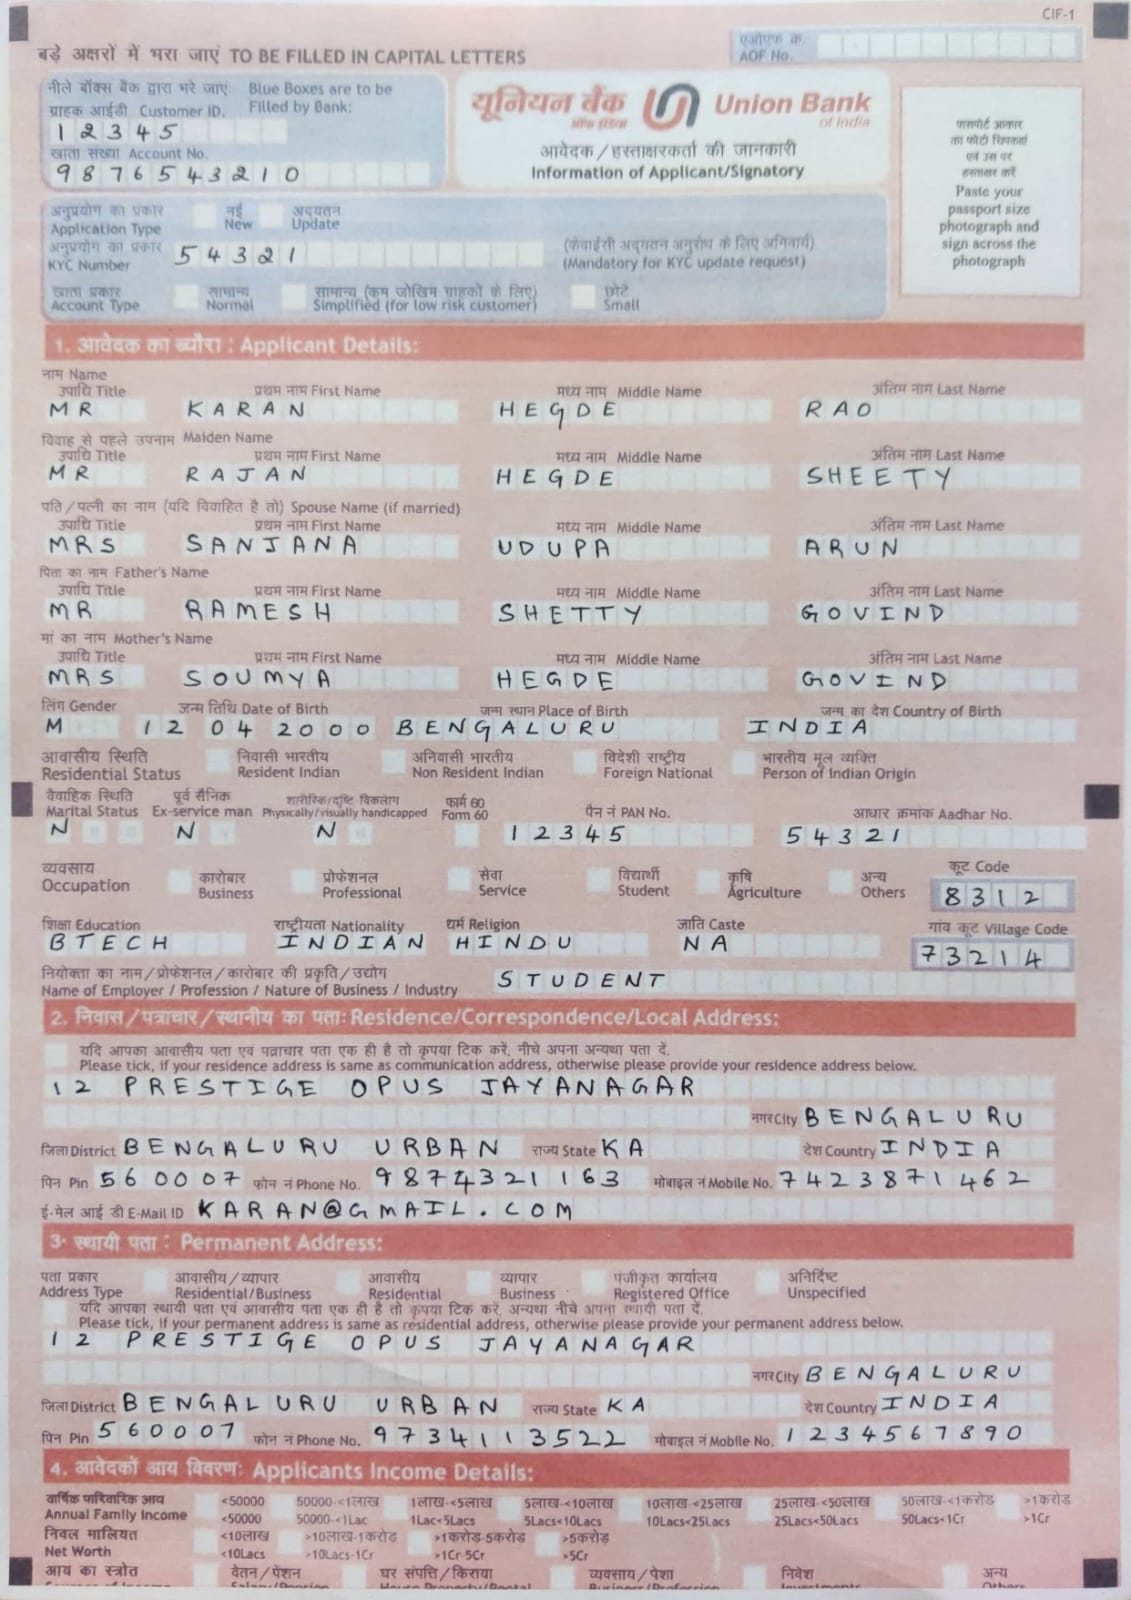 CIF-1
बड़े अक्षरों में भरा जाएं TO BE FILLED IN CAPITAL LETTERS
एओएफ क्र.
AOF No.
नीले बॉक्स बैंक द्वारा भरे जाएं: Blue Boxes are to be
ग्राहक आईडी Customer ID. Filled by Bank:
12345
खाता संख्या Account No.
9876543210
यूनियन बैंक Union Bank
ऑफ इंडिया of India
आवेदक/हस्ताक्षरकर्ता की जानकारी
Information of Applicant/Signatory
पासपोर्ट आकार
का फोटो चिपकाएं
एवं उस पर
हस्ताक्षर करें
Paste your
passport size
photograph and
sign across the
photograph
अनुप्रयोग का प्रकार नई अद्यतन
Application Type New Update
अनुप्रयोग का प्रकार 54321 (केवाईसी अद्यतन अनुरोध के लिए अनिवार्य)
KYC Number (Mandatory for KYC update request)
खाता प्रकार सामान्य सामान्य (कम जोखिम ग्राहकों के लिए) छोटे
Account Type Normal Simplified (for low risk customer) Small
1. आवेदक का ब्यौरा : Applicant Details:
नाम Name
उपाधि Title प्रथम नाम First Name मध्य नाम Middle Name अंतिम नाम Last Name
MR KARAN HEGDE RAO
विवाह से पहले उपनाम Maiden Name
उपाधि Title प्रथम नाम First Name मध्य नाम Middle Name अंतिम नाम Last Name
MR RAJAN HEGDE SHEETY
पति/पत्नी का नाम (यदि विवाहित है तो) Spouse Name (if married)
उपाधि Title प्रथम नाम First Name मध्य नाम Middle Name अंतिम नाम Last Name
MRS SANJANA UDUPA ARUN
पिता का नाम Father's Name
उपाधि Title प्रथम नाम First Name मध्य नाम Middle Name अंतिम नाम Last Name
MR RAMESH SHETTY GOVIND
मां का नाम Mother's Name
उपाधि Title प्रथम नाम First Name मध्य नाम Middle Name अंतिम नाम Last Name
MRS SOUMYA HEGDE GOVIND
लिंग Gender जन्म तिथि Date of Birth जन्म स्थान Place of Birth जन्म का देश Country of Birth
M 12 04 2000 BENGALURU INDIA
आवासीय स्थिति निवासी भारतीय अनिवासी भारतीय विदेशी राष्ट्रीय भारतीय मूल व्यक्ति
Residential Status Resident Indian Non Resident Indian Foreign National Person of Indian Origin
वैवाहिक स्थिति पूर्व सैनिक शारीरिक/दृष्टि विकलांग फार्म 60 पैन नं PAN No. आधार क्रमांक Aadhar No.
Marital Status Ex-service man Physically/visually handicapped Form 60
N N N 12345 54321
व्यवसाय कारोबार प्रोफेशनल सेवा विद्यार्थी कृषि अन्य कूट Code
Occupation Business Professional Service Student Agriculture Others 8312
शिक्षा Education राष्ट्रीयता Nationality धर्म Religion जाति Caste गांव कूट Village Code
BTECH INDIAN HINDU NA 73214
नियोक्ता का नाम/प्रोफेशनल/कारोबार की प्रकृति/उद्योग STUDENT
Name of Employer / Profession / Nature of Business / Industry
2. निवास/पत्राचार/स्थानीय का पता: Residence/Correspondence/Local Address:
यदि आपका आवासीय पता एवं पत्राचार पता एक ही है तो कृपया टिक करें, नीचे अपना अन्यथा पता दें.
Please tick, if your residence address is same as communication address, otherwise please provide your residence address below.
12 PRESTIGE OPUS JAYANAGAR
नगर City BENGALURU
जिला District BENGALURU URBAN राज्य State KA देश Country INDIA
पिन Pin 560007 फोन नं Phone No. 9874321163 मोबाइल नं Mobile No. 7423871462
ई-मेल आई डी E-Mail ID KARAN@GMAIL.COM
3. स्थायी पता : Permanent Address:
पता प्रकार आवासीय/व्यापार आवासीय व्यापार पंजीकृत कार्यालय अनिर्दिष्ट
Address Type Residential/Business Residential Business Registered Office Unspecified
यदि आपका स्थायी पता एवं आवासीय पता एक ही है तो कृपया टिक करें, अन्यथा नीचे अपना स्थायी पता दें.
Please tick, if your permanent address is same as residential address, otherwise please provide your permanent address below.
12 PRESTIGE OPUS JAYANAGAR
नगर City BENGALURU
जिला District BENGALURU URBAN राज्य State KA देश Country INDIA
पिन Pin 560007 फोन नं Phone No. 9734113522 मोबाइल नं Mobile No. 1234567890
4. आवेदकों आय विवरण: Applicants Income Details:
वार्षिक पारिवारिक आय <50000 50000-<1लाख 1लाख-<5लाख 5लाख-<10लाख 10लाख-<25लाख 25लाख-<50लाख 50लाख-<1करोड़ >1करोड़
Annual Family Income <50000 50000-<1Lac 1Lac<5Lacs 5Lacs<10Lacs 10Lacs<25Lacs 25Lacs<50Lacs 50Lacs<1Cr >1Cr
निवल मालियत <10लाख >10लाख-1करोड़ >1करोड़-5करोड़ >5करोड़
Net Worth <10Lacs >10Lacs-1Cr >1Cr-5Cr >5Cr
आय का स्त्रोत वेतन/पेंशन घर संपत्ति/किराया व्यवसाय/पेशा निवेश अन्य